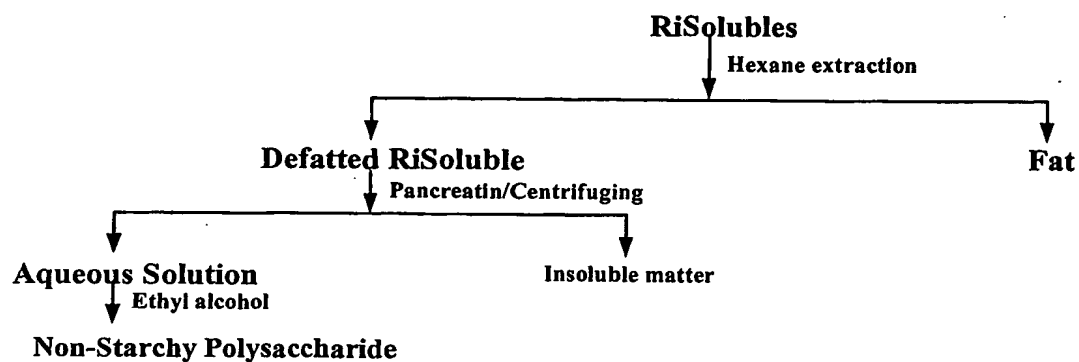 RiSolubles
Hexane extraction
Defatted RiSoluble
Fat
Pancreatin/Centrifuging
Aqueous Solution
Insoluble matter
Ethyl alcohol
Non-Starchy Polysaccharide